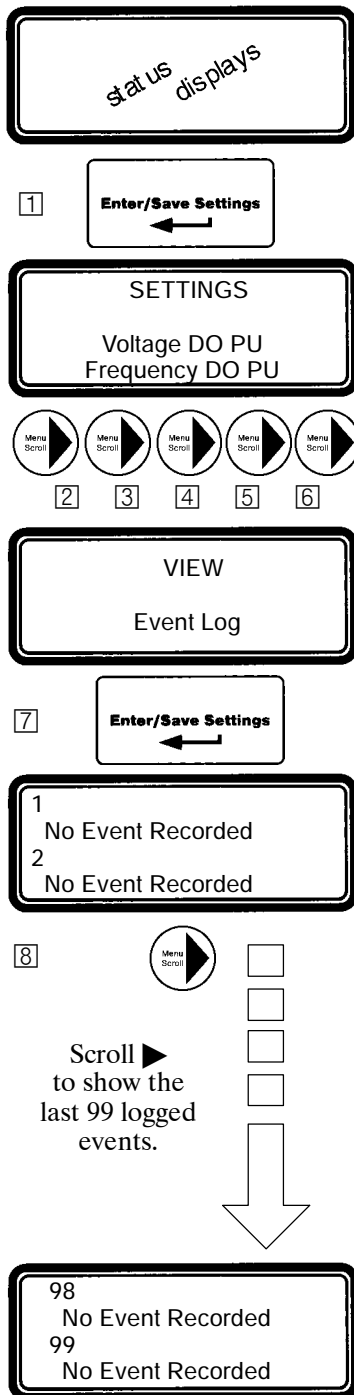 status displays
1
Enter/Save Settings
SETTINGS
Voltage DO PU
Frequency DO PU
Menu Scroll
Menu Scroll
Menu Scroll
Menu Scroll
Menu Scroll
2 3 4 5 6
VIEW
Event Log
7
Enter/Save Settings
1
No Event Recorded
2
No Event Recorded
8
Menu Scroll
Scroll ▶
to show the
last 99 logged
events.
98
No Event Recorded
99
No Event Recorded